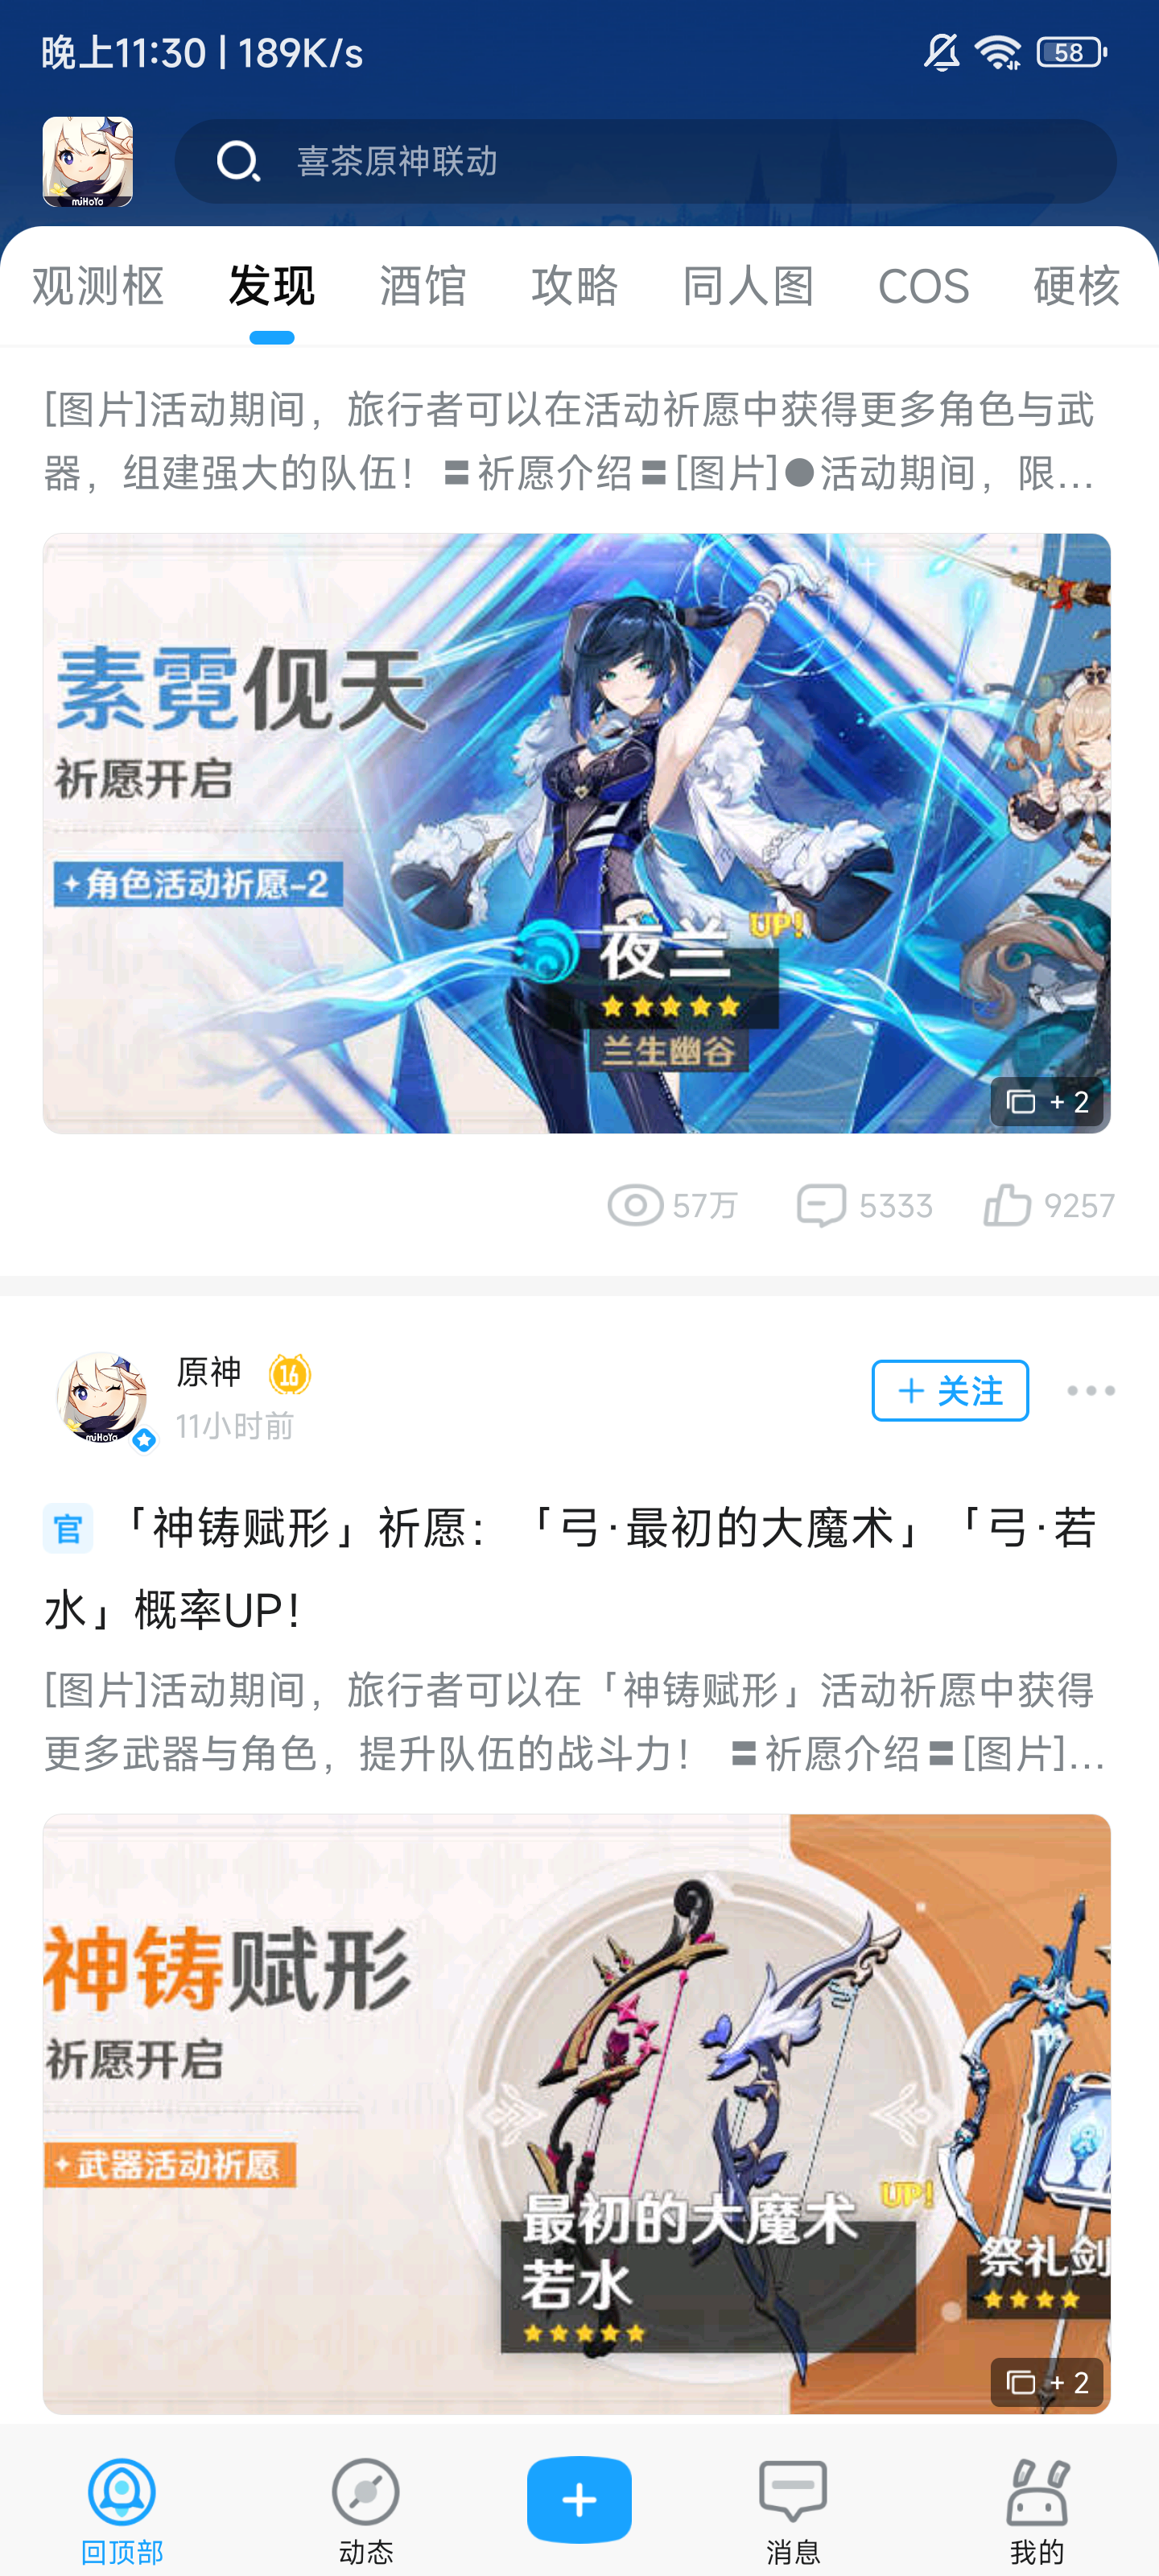 晚上11:30 | 189K/s
58
miHoYo
喜茶原神联动
观测枢 发现 酒馆 攻略 同人图 COS 硬核
[图片]活动期间，旅行者可以在活动祈愿中获得更多角色与武
器，组建强大的队伍！〓祈愿介绍〓[图片]●活动期间，限...
素霓伣天
祈愿开启
角色活动祈愿-2
夜兰 UP!
兰生幽谷
+ 2
57万 5333 9257
miHoYo
原神 16
11小时前
+ 关注
官 「神铸赋形」祈愿：「弓·最初的大魔术」「弓·若
水」概率UP！
[图片]活动期间，旅行者可以在「神铸赋形」活动祈愿中获得
更多武器与角色，提升队伍的战斗力！ 〓祈愿介绍〓[图片]...
神铸赋形
祈愿开启
武器活动祈愿
最初的大魔术 UP!
若水
祭礼剑
+ 2
回顶部 动态 + 消息 我的